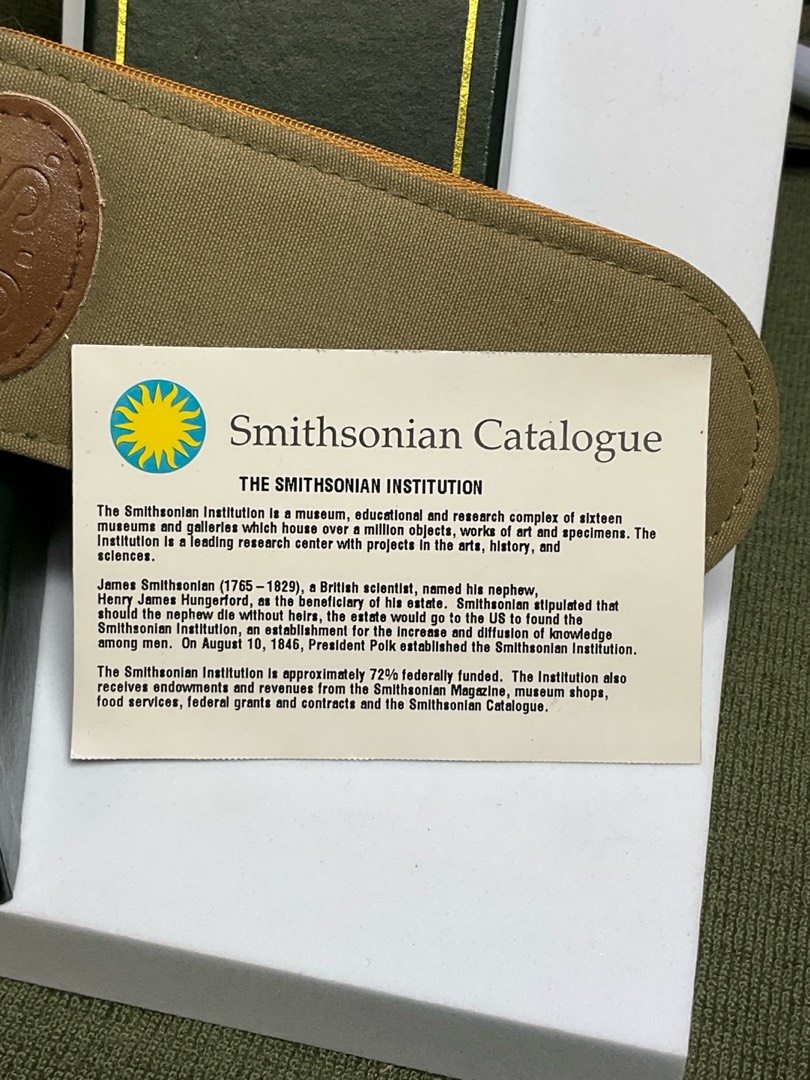 Smithsonian Catalogue
THE SMITHSONIAN INSTITUTION
The Smithsonian Institution is a museum, educational and research complex of sixteen
museums and galleries which house over a million objects, works of art and specimens. The
Institution is a leading research center with projects in the arts, history, and
sciences.
James Smithsonian (1765–1829), a British scientist, named his nephew,
Henry James Hungerford, as the beneficiary of his estate. Smithsonian stipulated that
should the nephew die without heirs, the estate would go to the US to found the
Smithsonian Institution, an establishment for the increase and diffusion of knowledge
among men. On August 10, 1846, President Polk established the Smithsonian Institution.
The Smithsonian Institution is approximately 72% federally funded. The Institution also
receives endowments and revenues from the Smithsonian Magazine, museum shops,
food services, federal grants and contracts and the Smithsonian Catalogue.